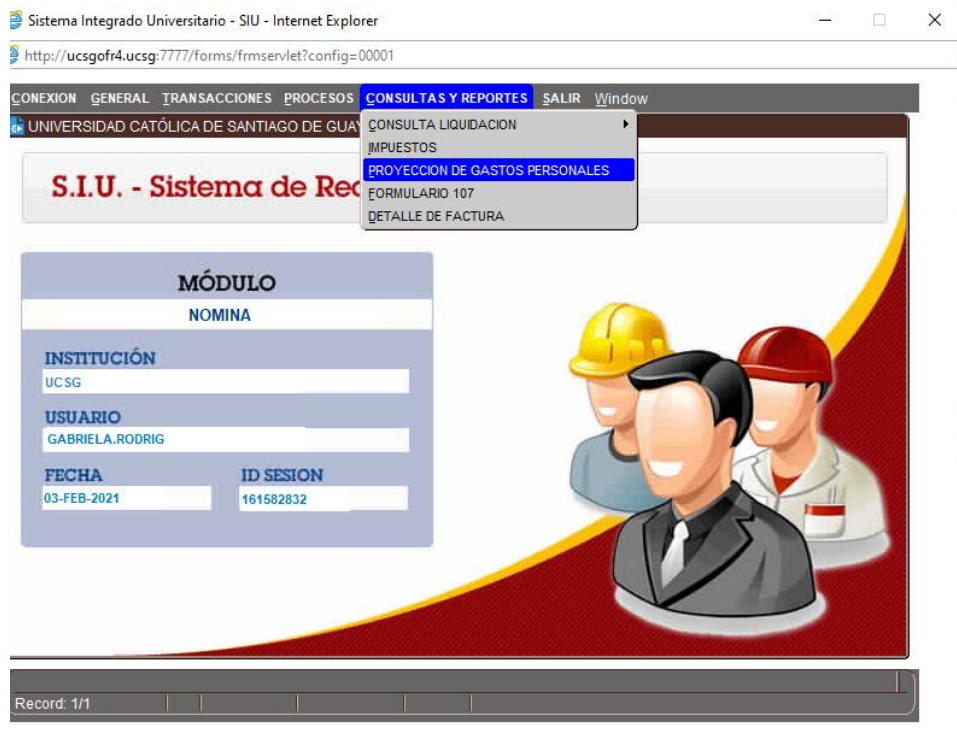 Sistema Integrado Universitario - SIU - Internet Explorer
http://ucsgofr4.ucsg:7777/forms/frmservlet?config=00001
CONEXION GENERAL TRANSACCIONES PROCESOS CONSULTAS Y REPORTES SALIR Window
UNIVERSIDAD CATÓLICA DE SANTIAGO DE GUAY
CONSULTA LIQUIDACION
IMPUESTOS
PROYECCION DE GASTOS PERSONALES
FORMULARIO 107
DETALLE DE FACTURA
S.I.U. - Sistema de Rec
MÓDULO
NOMINA
INSTITUCIÓN
UCSG
USUARIO
GABRIELA.RODRIG
FECHA ID SESION
03-FEB-2021 161582832
Record: 1/1